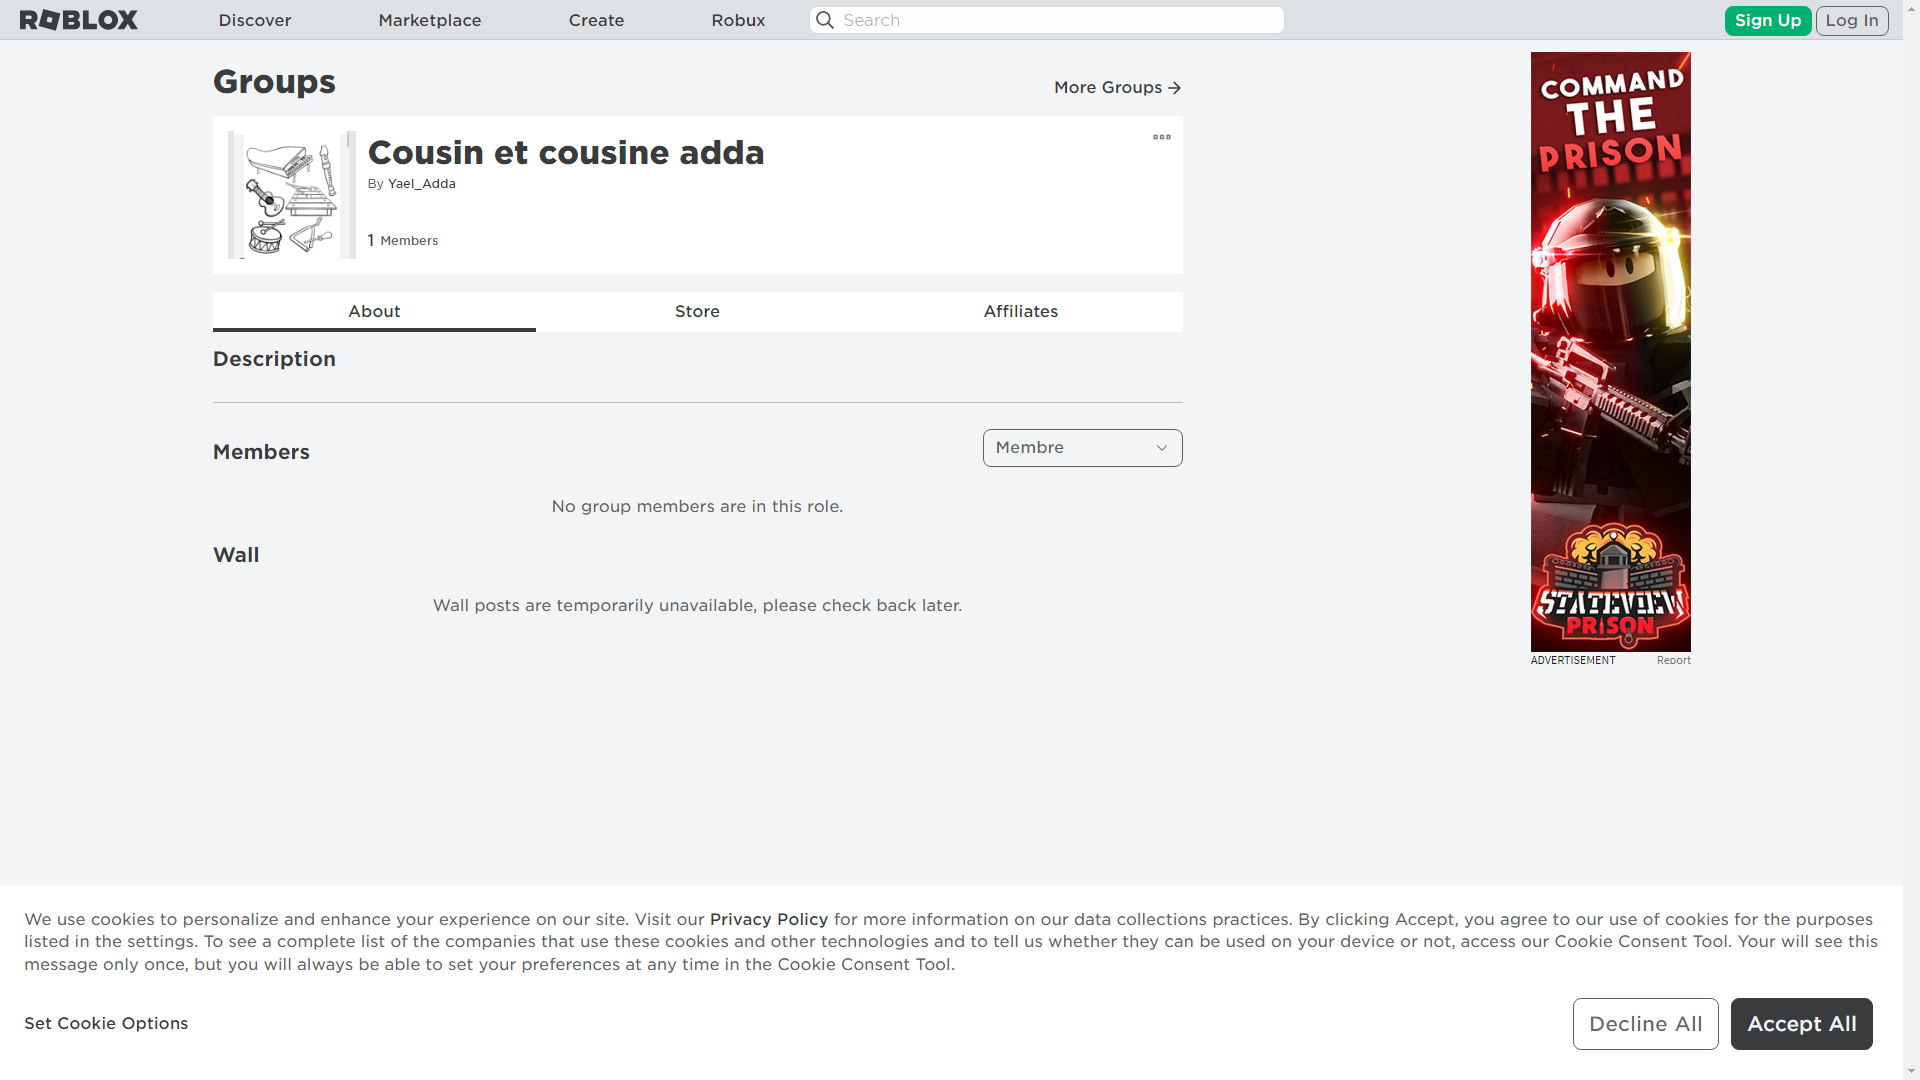 ROBLOX
Discover
Marketplace
Create
Robux
Search
Sign Up
Log In
Groups
More Groups
Cousin et cousine adda
By Yael_Adda
1 Members
About
Store
Affiliates
Description
Members
Membre
No group members are in this role.
Wall
Wall posts are temporarily unavailable, please check back later.
COMMAND
THE
PRISON
STATEVIEW
PRISON
ADVERTISEMENT
Report
We use cookies to personalize and enhance your experience on our site. Visit our Privacy Policy for more information on our data collections practices. By clicking Accept, you agree to our use of cookies for the purposes
listed in the settings. To see a complete list of the companies that use these cookies and other technologies and to tell us whether they can be used on your device or not, access our Cookie Consent Tool. Your will see this
message only once, but you will always be able to set your preferences at any time in the Cookie Consent Tool.
Set Cookie Options
Decline All
Accept All